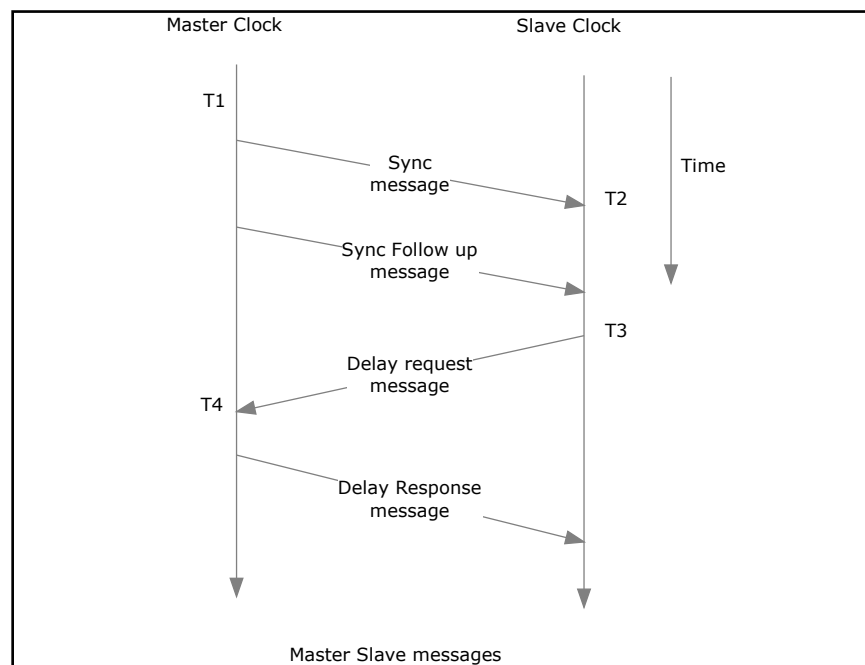 Master Clock
Slave Clock
T1
Sync
message
Time
T2
Sync Follow up
message
T3
Delay request
message
T4
Delay Response
message
Master Slave messages